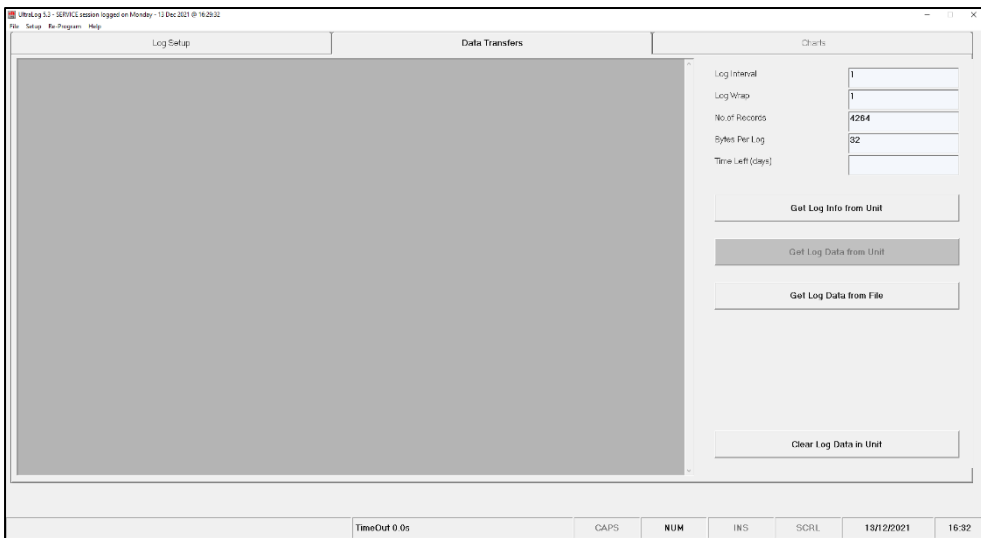 UltraLog 5.3 - SERVICE session logged on Monday - 13 Dec 2021 @ 16:29:32
File Setup Re-Program Help
Log Setup Data Transfers Charts
Log Interval 1
Log Wrap 1
No.of Records 4264
Bytes Per Log 32
Time Left (days)
Get Log Info from Unit
Get Log Data from Unit
Get Log Data from File
Clear Log Data in Unit
TimeOut 0.0s CAPS NUM INS SCRL 13/12/2021 16:32